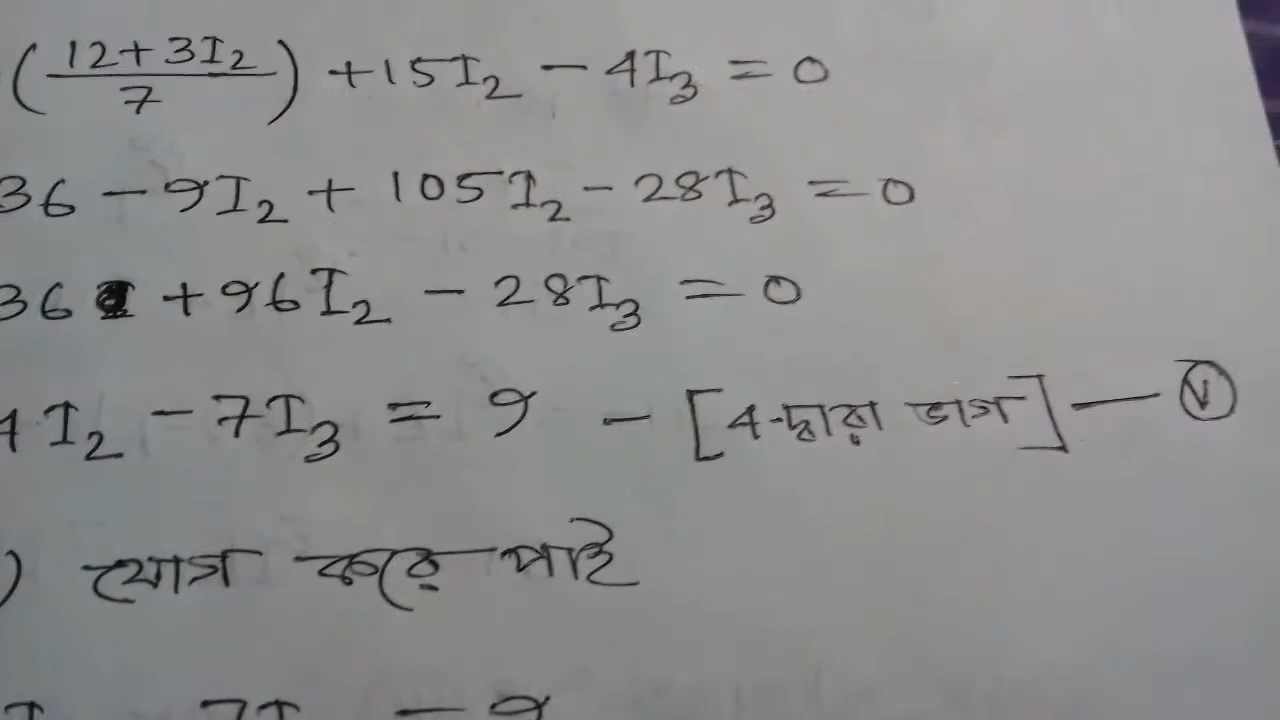 (12+3I₂/7) +15I₂ - 4I₃ = 0
36 - 9I₂ + 105I₂ - 28I₃ = 0
36 +96I₂ - 28I₃ = 0
4I₂ - 7I₃ = 9 - [4-দ্বারা ভাগ] — Ⓥ
) যোগ করে পাই